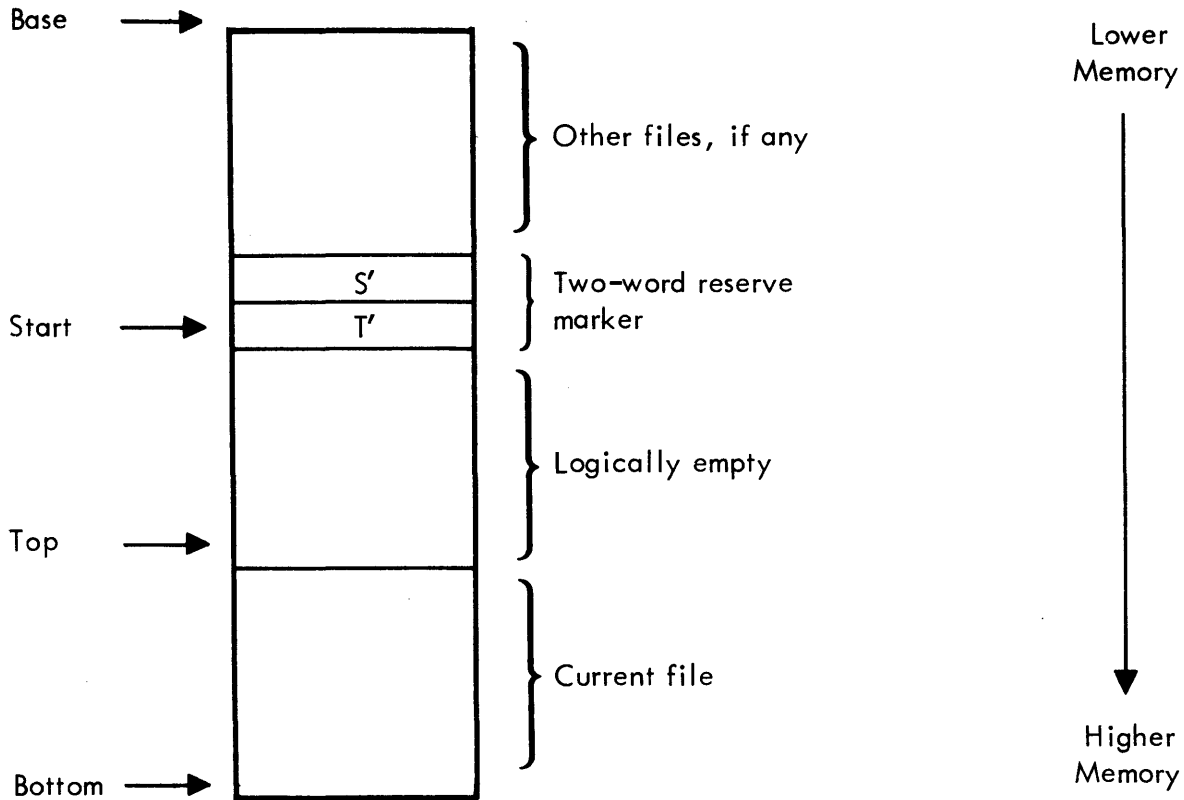 Base
Lower
Memory
Other files, if any
S′
Two-word reserve
marker
Start
T′
Logically empty
Top
Current file
Higher
Memory
Bottom